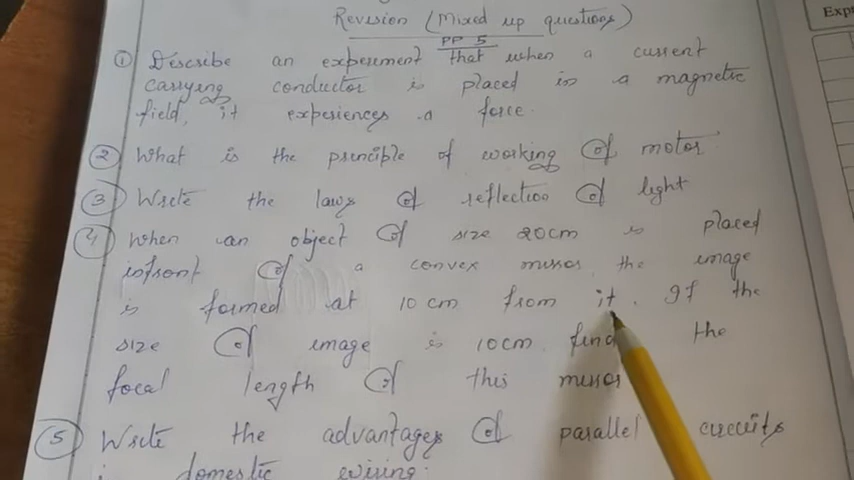 Revision (Mixed up questions)
PP 5
Expr
① Describe an experiment that when a current
carrying conductor is placed in a magnetic
field, it experiences a force.
② What is the principle of working of motor
③ Write the laws of reflection of light
④ When an object of size 20cm is placed
infront of a convex mirror, the image
is formed at 10 cm from it. If the
size of image is 10cm find the
focal length of this mirror
⑤ Write the advantages of parallel circuits
in domestic wiring.